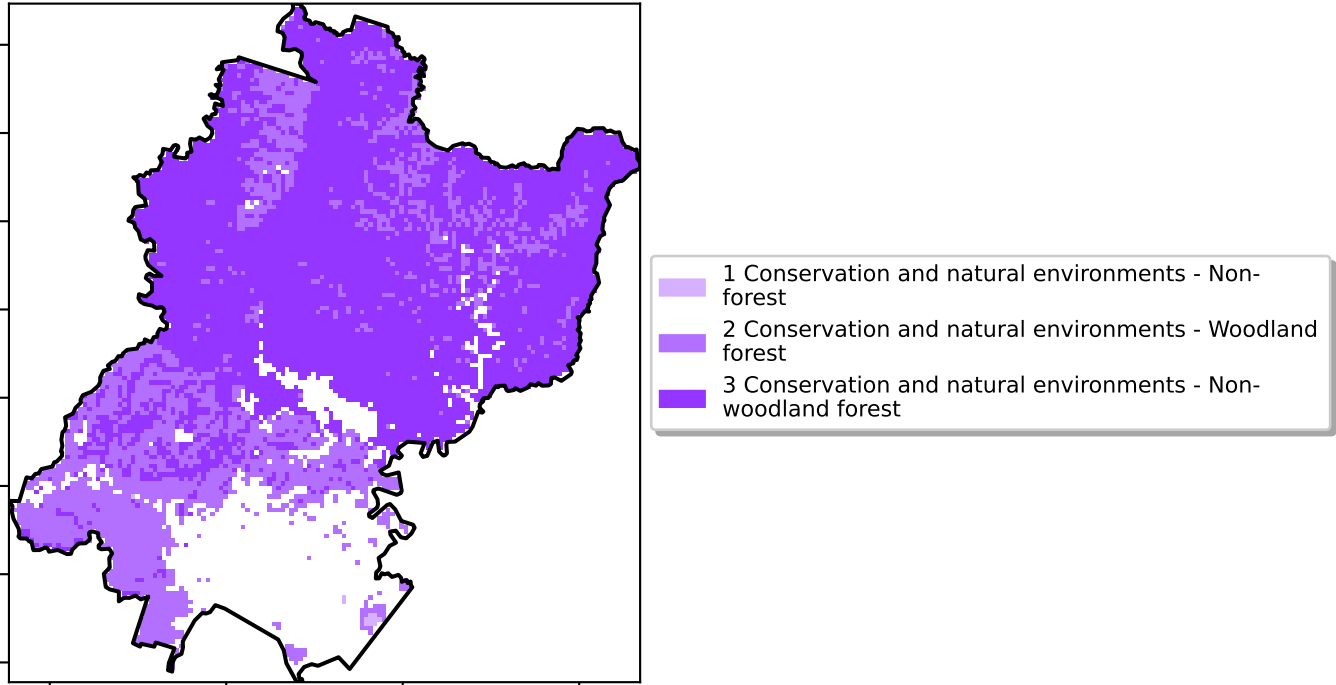 1 Conservation and natural environments - Non-
forest
2 Conservation and natural environments - Woodland
forest
3 Conservation and natural environments - Non-
woodland forest